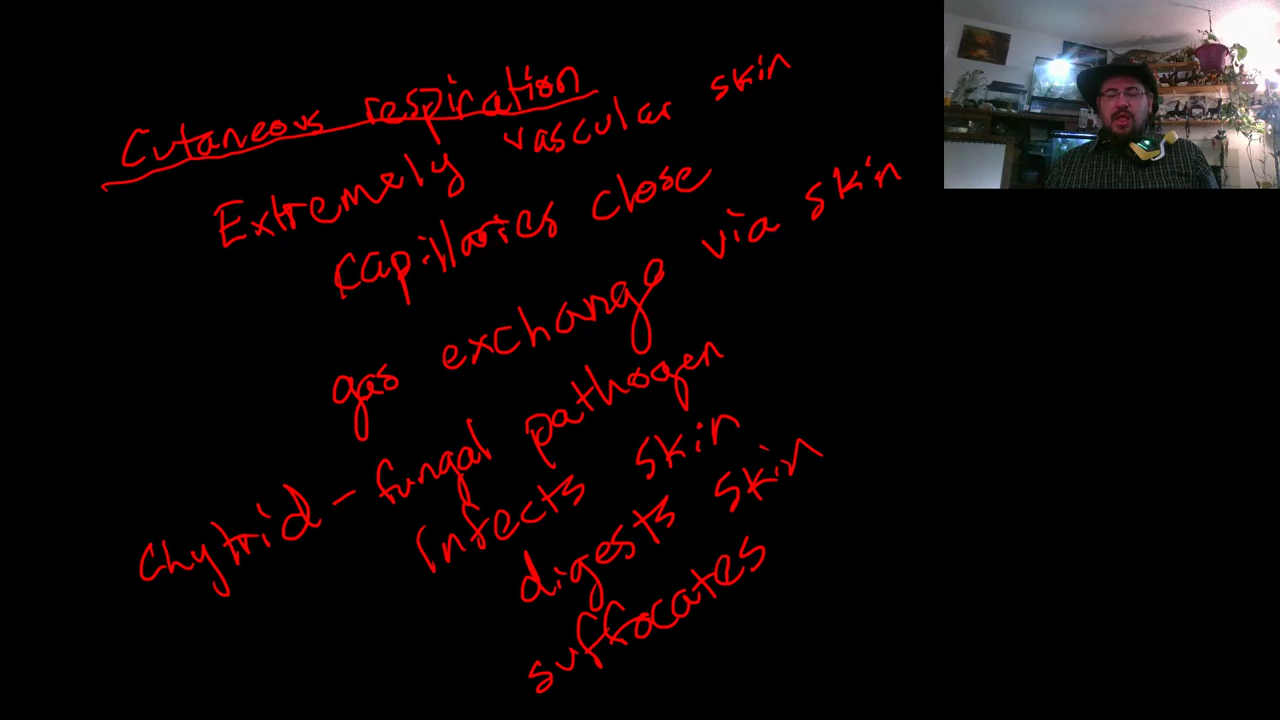 Cutaneous respiration
Extremely vascular skin
Capillaries close
gas exchange via skin
Chytrid - fungal pathogen
Infects skin
digests skin
suffocates